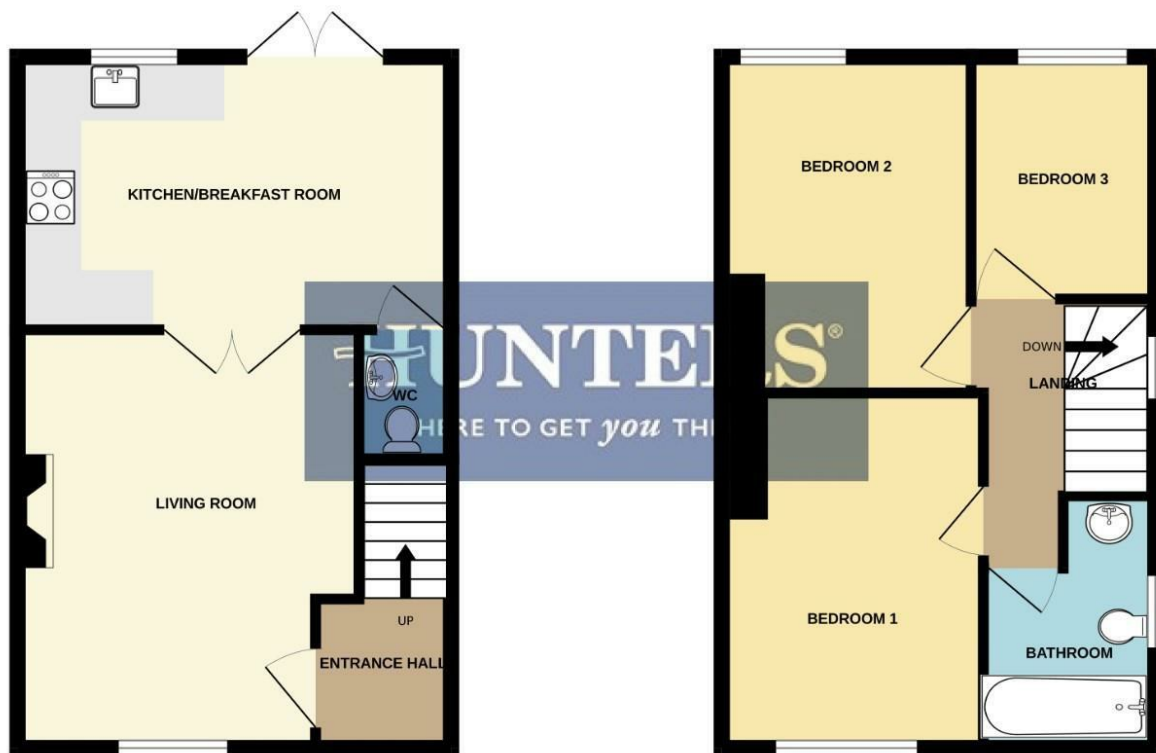 KITCHEN/BREAKFAST ROOM
LIVING ROOM
WC
UP
ENTRANCE HALL
HUNTERS®
HERE TO GET you THE
BEDROOM 2
BEDROOM 3
DOWN
LANDING
BEDROOM 1
BATHROOM